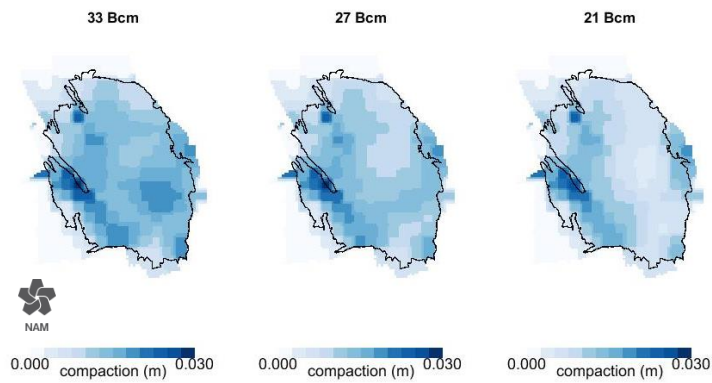 33 Bcm
27 Bcm
21 Bcm
NAM
0.000 0.030
compaction (m)
0.000 0.030
compaction (m)
0.000 0.030
compaction (m)